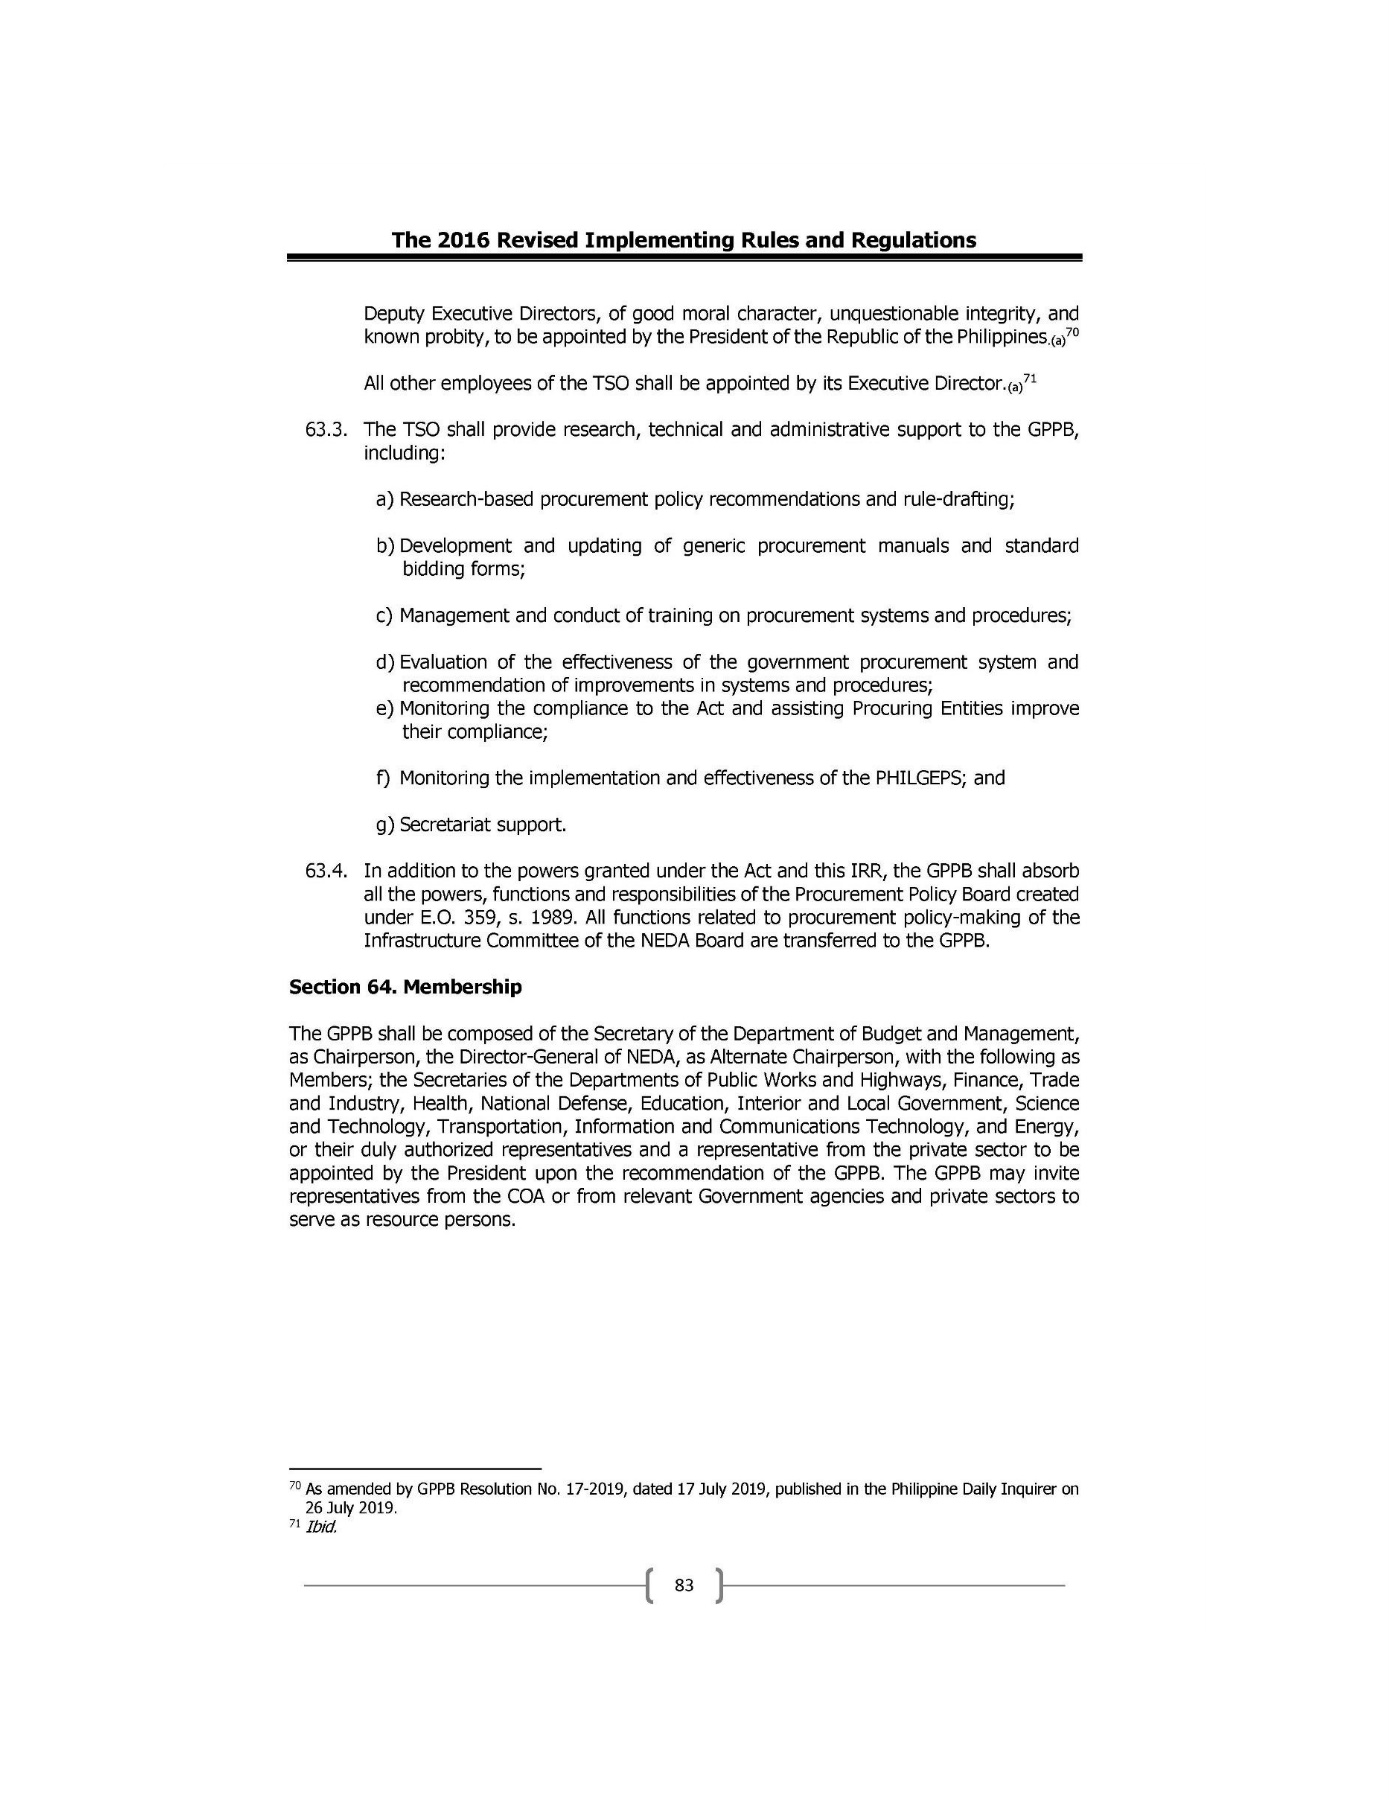 The 2016 Revised Implementing Rules and Regulations
Deputy Executive Directors, of good moral character, unquestionable integrity, and
known probity, to be appointed by the President of the Republic of the Philippines.(a)70
All other employees of the TSO shall be appointed by its Executive Director.(a)71
63.3. The TSO shall provide research, technical and administrative support to the GPPB,
including:
a) Research-based procurement policy recommendations and rule-drafting;
b) Development and updating of generic procurement manuals and standard
bidding forms;
c) Management and conduct of training on procurement systems and procedures;
d) Evaluation of the effectiveness of the government procurement system and
recommendation of improvements in systems and procedures;
e) Monitoring the compliance to the Act and assisting Procuring Entities improve
their compliance;
f) Monitoring the implementation and effectiveness of the PHILGEPS; and
g) Secretariat support.
63.4. In addition to the powers granted under the Act and this IRR, the GPPB shall absorb
all the powers, functions and responsibilities of the Procurement Policy Board created
under E.O. 359, s. 1989. All functions related to procurement policy-making of the
Infrastructure Committee of the NEDA Board are transferred to the GPPB.
Section 64. Membership
The GPPB shall be composed of the Secretary of the Department of Budget and Management,
as Chairperson, the Director-General of NEDA, as Alternate Chairperson, with the following as
Members; the Secretaries of the Departments of Public Works and Highways, Finance, Trade
and Industry, Health, National Defense, Education, Interior and Local Government, Science
and Technology, Transportation, Information and Communications Technology, and Energy,
or their duly authorized representatives and a representative from the private sector to be
appointed by the President upon the recommendation of the GPPB. The GPPB may invite
representatives from the COA or from relevant Government agencies and private sectors to
serve as resource persons.
70 As amended by GPPB Resolution No. 17-2019, dated 17 July 2019, published in the Philippine Daily Inquirer on
26 July 2019.
71 Ibid.
83